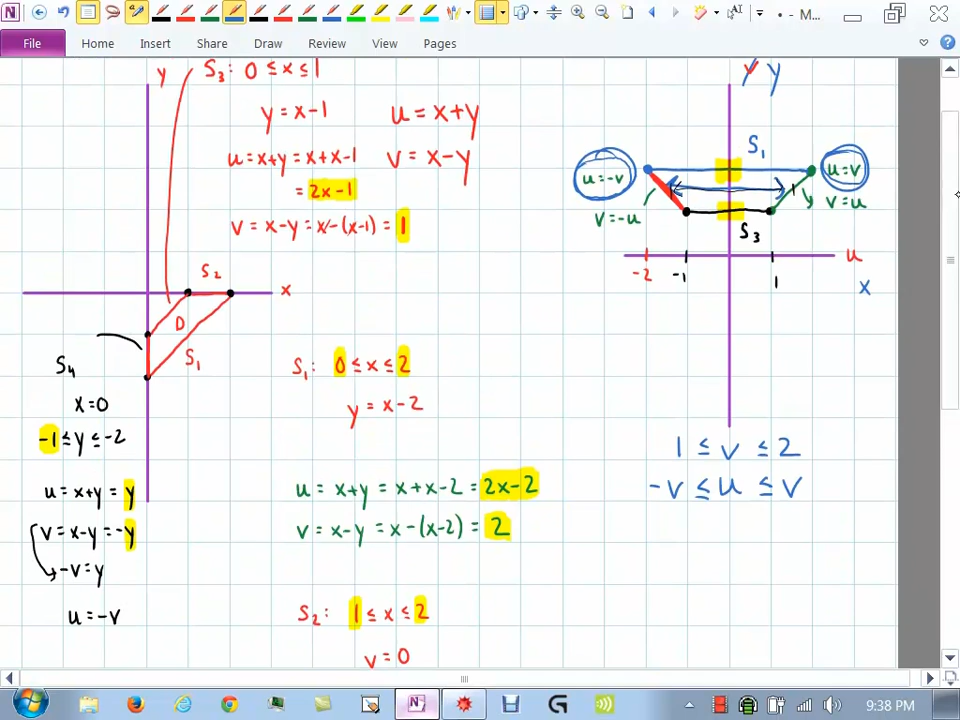 M...
File
Home
Insert
Share
Draw
Review
View
Pages
y
S3: 0 ≤ x ≤ 1
y = x-1
u = x+y
u = x+y = x+x-1
v = x-y
= 2x-1
v = x-y = x-(x-1) = 1
S2
x
D
S1
S4
x=0
-1 ≤ y ≤ -2
u = x+y = y
v = x-y = -y
-v = y
u = -v
S1: 0 ≤ x ≤ 2
y = x-2
u = x+y = x+x-2 = 2x-2
v = x-y = x-(x-2) = 2
S2: 1 ≤ x ≤ 2
v = 0
y
S1
u=-v
u=v
v=-u
v=u
S3
-2
-1
1
u
x
1 ≤ v ≤ 2
-v ≤ u ≤ v
9:38 PM